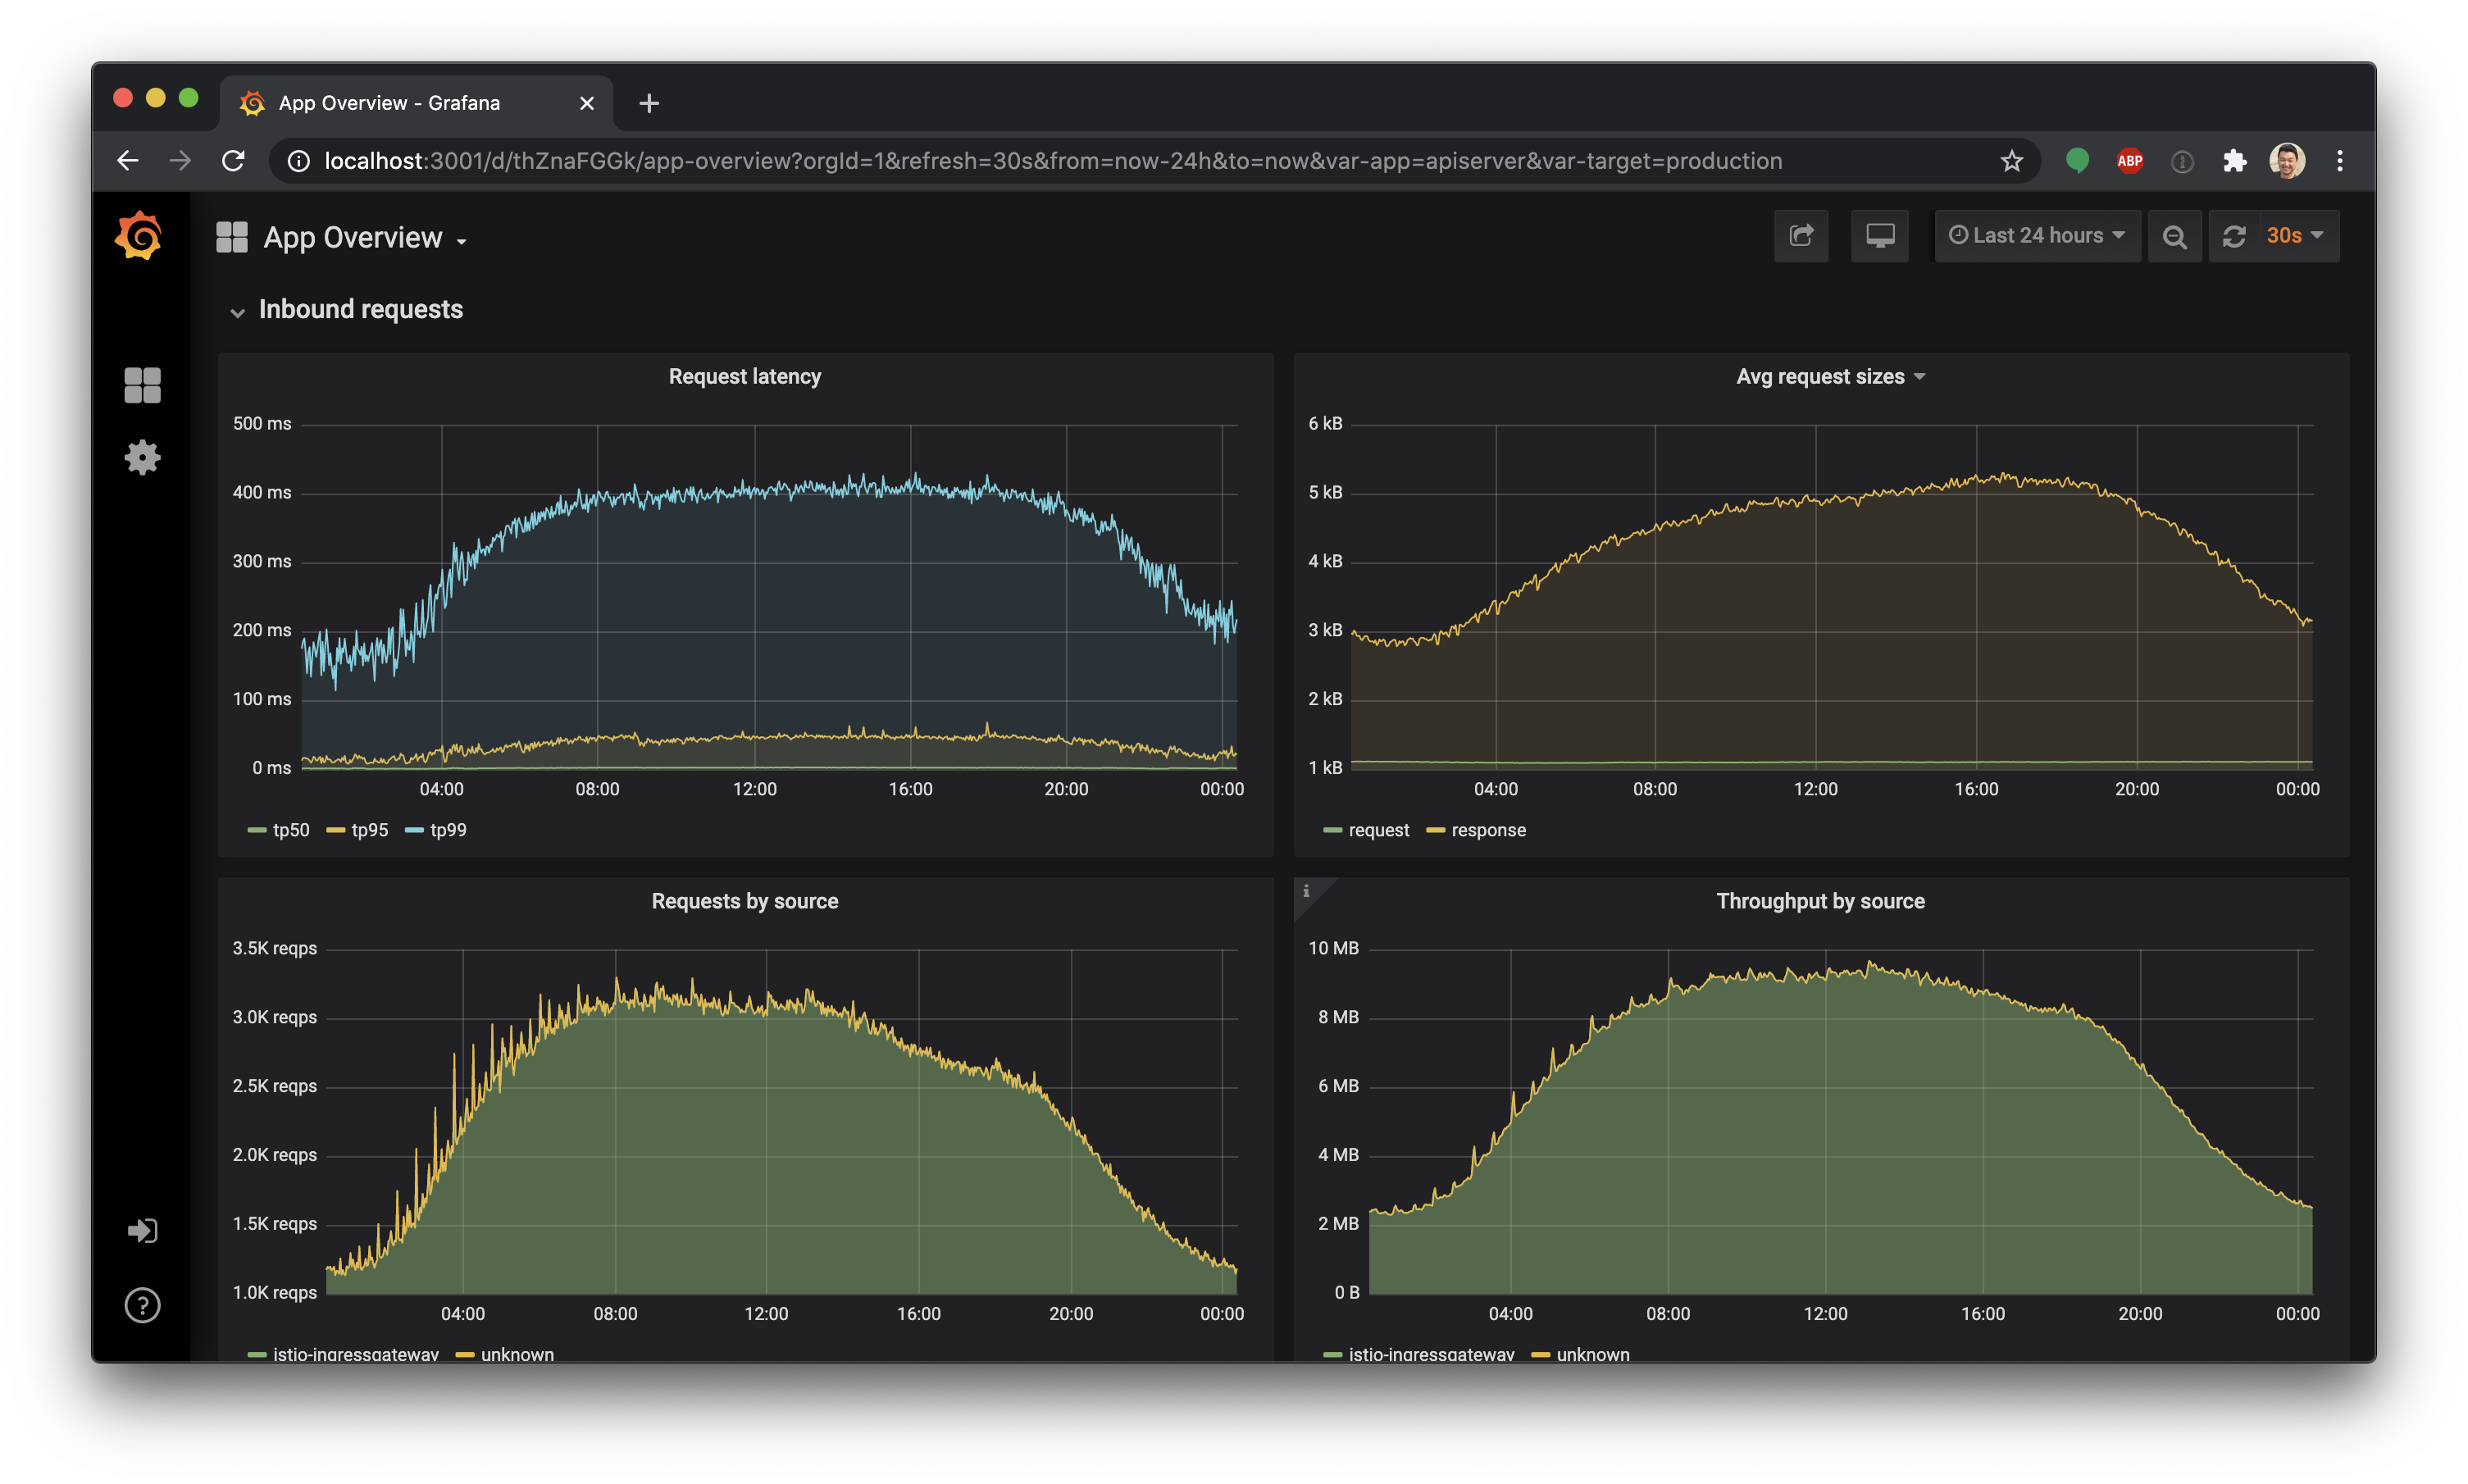 App Overview - Grafana
localhost:3001/d/thZnaFGGk/app-overview?orgId=1&refresh=30s&from=now-24h&to=now&var-app=apiserver&var-target=production
ABP
App Overview
Last 24 hours
30s
Inbound requests
Request latency
500 ms
400 ms
300 ms
200 ms
100 ms
0 ms
04:00 08:00 12:00 16:00 20:00 00:00
tp50 tp95 tp99
Avg request sizes
6 kB
5 kB
4 kB
3 kB
2 kB
1 kB
04:00 08:00 12:00 16:00 20:00 00:00
request response
Requests by source
3.5K reqps
3.0K reqps
2.5K reqps
2.0K reqps
1.5K reqps
1.0K reqps
04:00 08:00 12:00 16:00 20:00 00:00
istio-ingressgateway unknown
Throughput by source
10 MB
8 MB
6 MB
4 MB
2 MB
0 B
04:00 08:00 12:00 16:00 20:00 00:00
istio-ingressgateway unknown